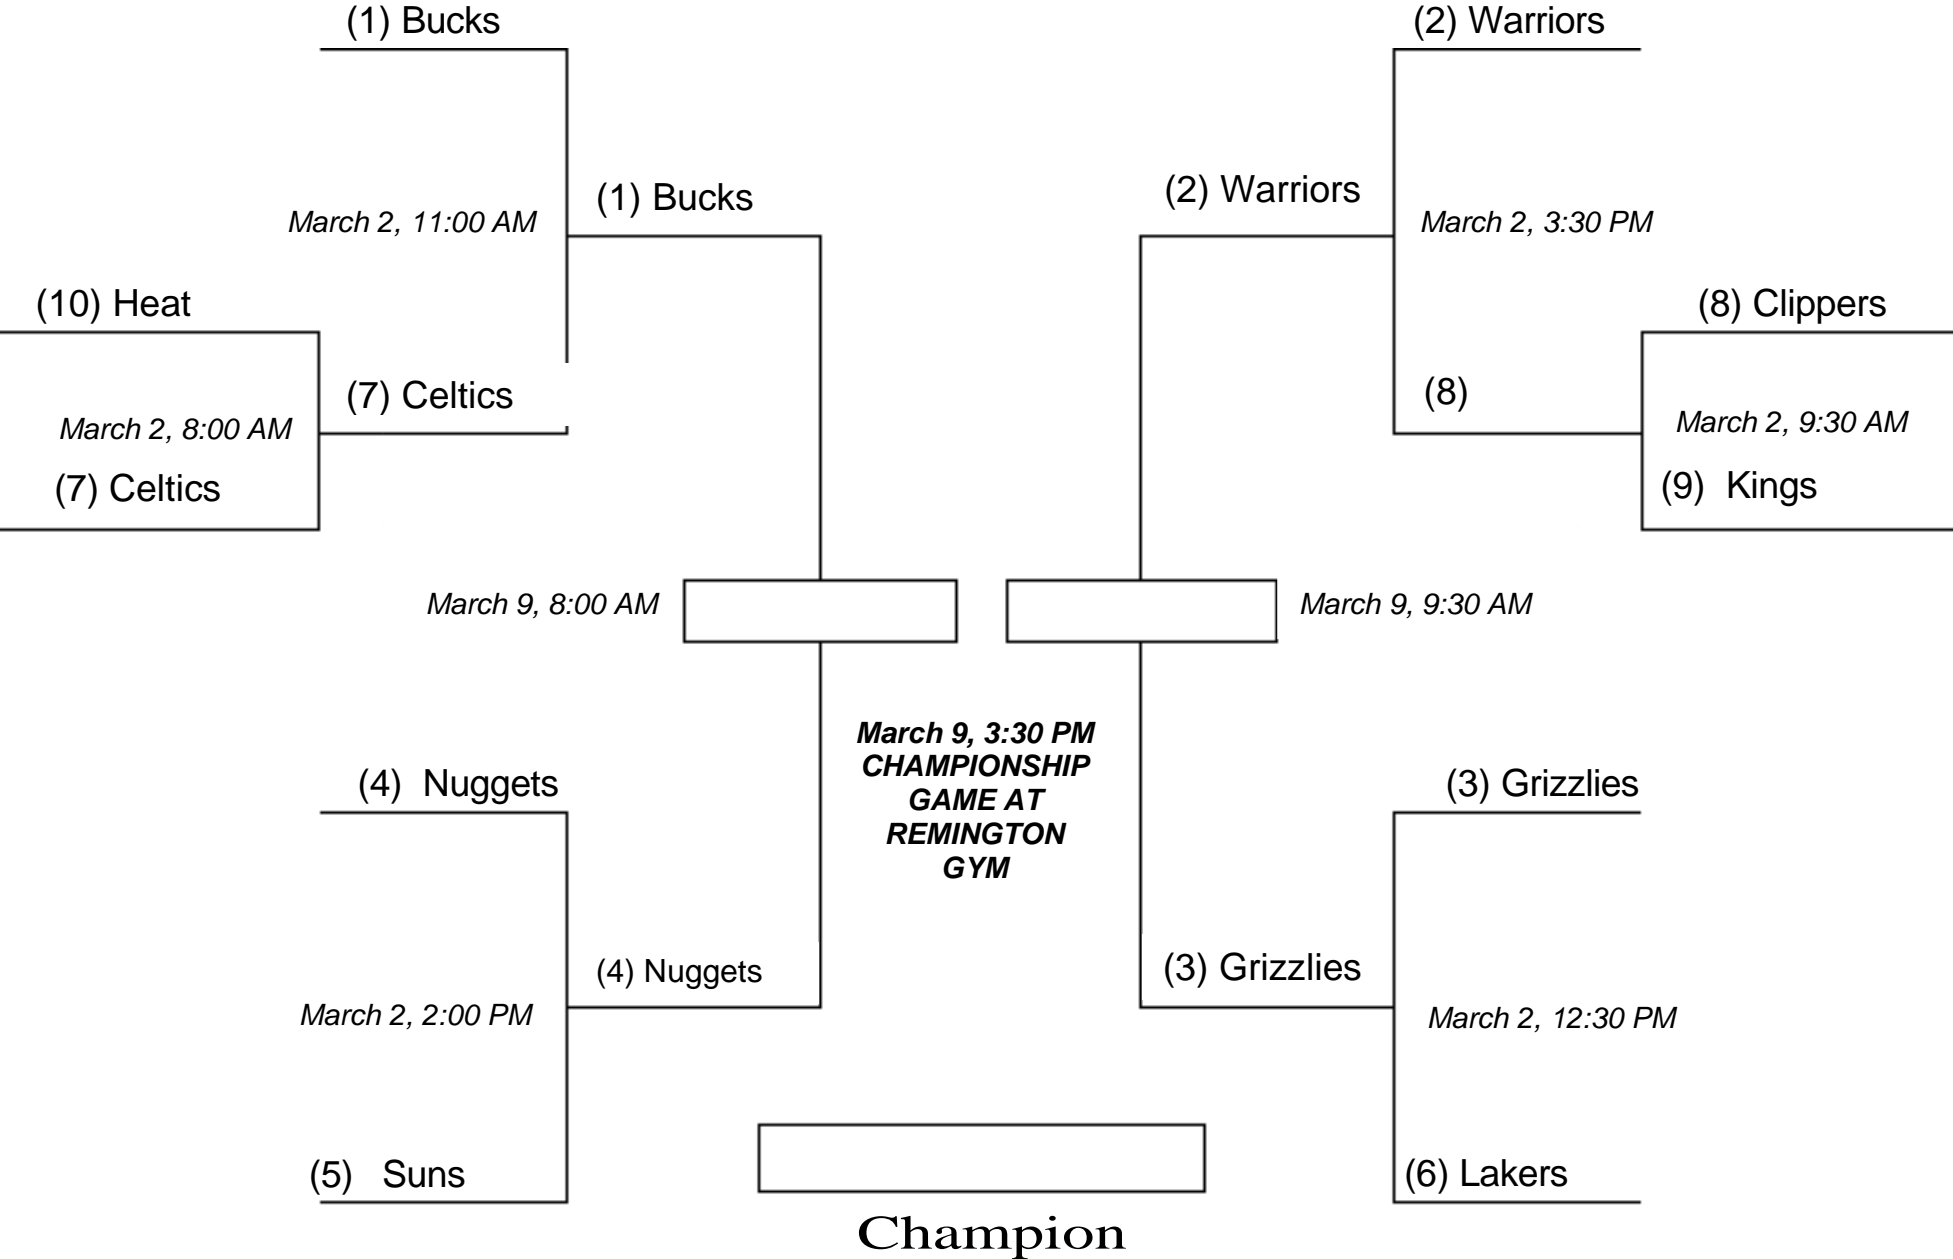 (1) Bucks
(2) Warriors
(1) Bucks
(2) Warriors
March 2, 11:00 AM
March 2, 3:30 PM
(10) Heat
(8) Clippers
(7) Celtics
(8)
March 2, 8:00 AM
March 2, 9:30 AM
(7) Celtics
(9) Kings
March 9, 8:00 AM
March 9, 9:30 AM
March 9, 3:30 PM
CHAMPIONSHIP
GAME AT
REMINGTON
GYM
(4) Nuggets
(3) Grizzlies
(4) Nuggets
(3) Grizzlies
March 2, 2:00 PM
March 2, 12:30 PM
(5) Suns
(6) Lakers
Champion